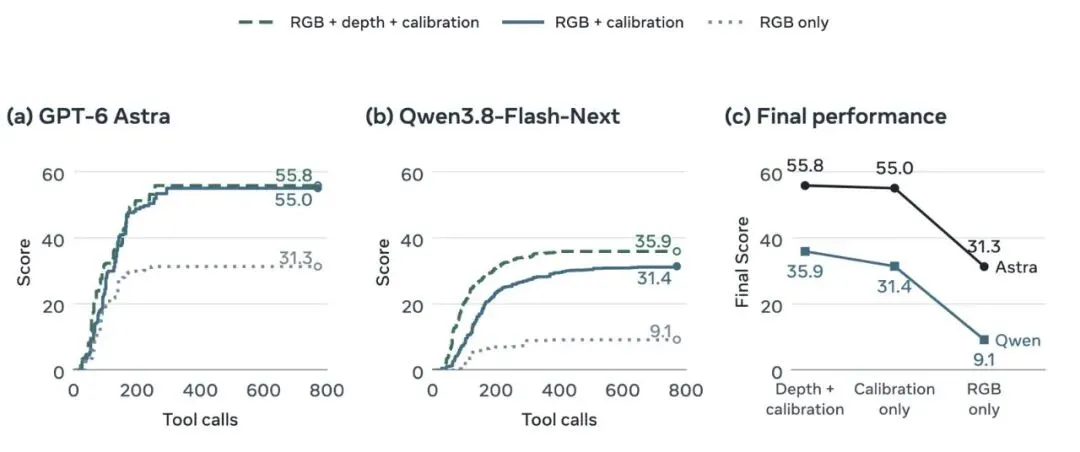 RGB + depth + calibration RGB + calibration RGB only
(a) GPT-6 Astra
60
40
20
0
Score
55.8
55.0
31.3
0 200 400 600 800
Tool calls
(b) Qwen3.8-Flash-Next
60
40
20
0
Score
35.9
31.4
9.1
0 200 400 600 800
Tool calls
(c) Final performance
60
40
20
0
Final Score
55.8
55.0
31.3
Astra
35.9
31.4
Qwen
9.1
Depth + calibration
Calibration only
RGB only